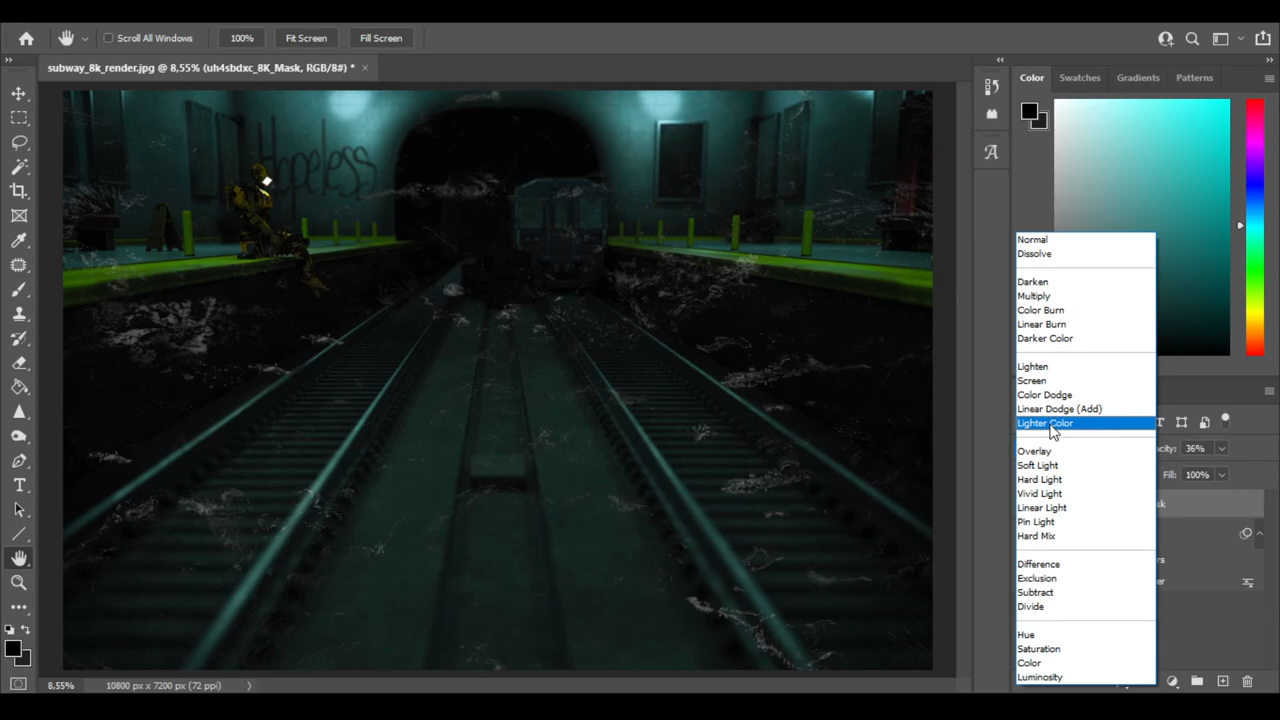 Scroll All Windows
100%
Fit Screen
Fill Screen
subway_8k_render.jpg @ 8,55% (uh4sbdxc_8K_Mask, RGB/8#) *
Color
Swatches
Gradients
Patterns
Hopeless
Normal
Dissolve
Darken
Multiply
Color Burn
Linear Burn
Darker Color
Lighten
Screen
Color Dodge
Linear Dodge (Add)
Lighter Color
Overlay
Soft Light
Hard Light
Vivid Light
Linear Light
Pin Light
Hard Mix
Difference
Exclusion
Subtract
Divide
Hue
Saturation
Color
Luminosity
36%
Fill: 100%
8,55%
10800 px x 7200 px (72 ppi)